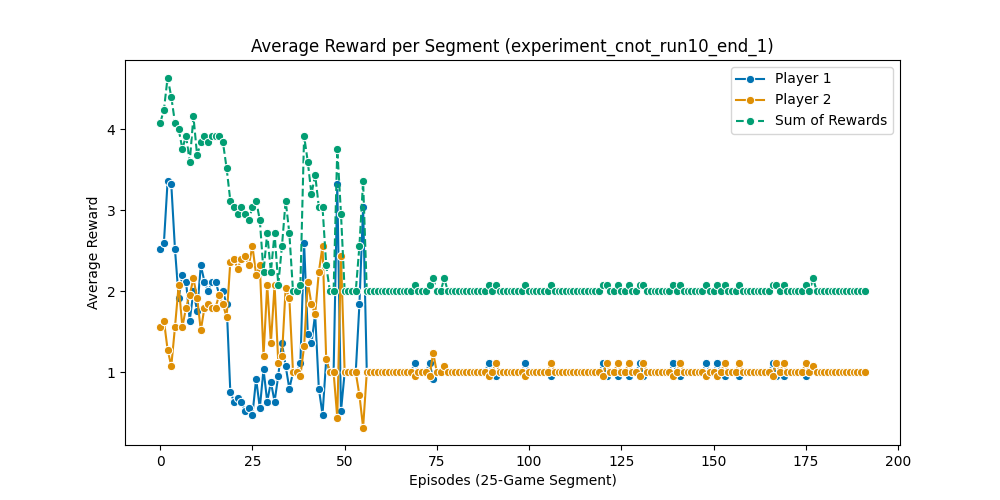 Average Reward per Segment (experiment_cnot_run10_end_1)
Player 1
Player 2
Sum of Rewards
Average Reward
4
3
2
1
0
25
50
75
100
125
150
175
200
Episodes (25-Game Segment)